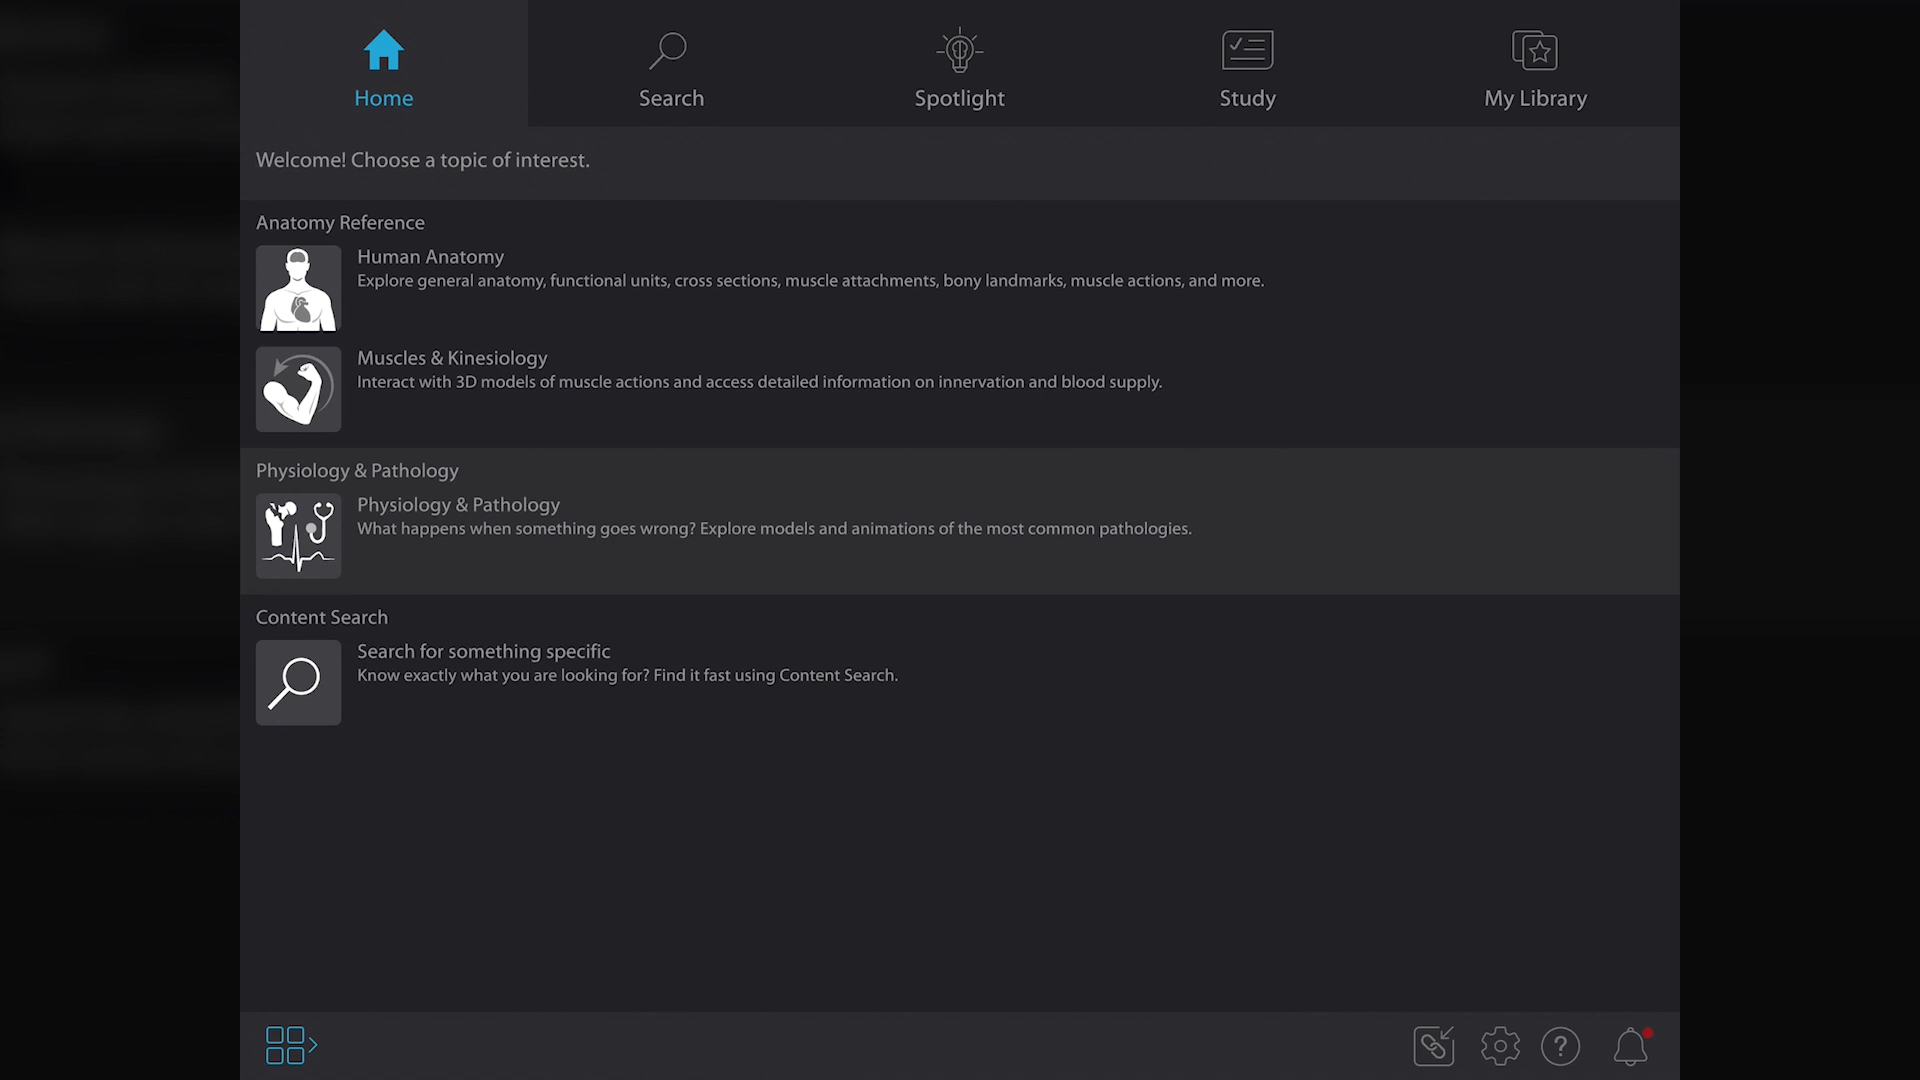 Home
Search
Spotlight
Study
My Library
Welcome! Choose a topic of interest.
Anatomy Reference
Human Anatomy
Explore general anatomy, functional units, cross sections, muscle attachments, bony landmarks, muscle actions, and more.
Muscles & Kinesiology
Interact with 3D models of muscle actions and access detailed information on innervation and blood supply.
Physiology & Pathology
Physiology & Pathology
What happens when something goes wrong? Explore models and animations of the most common pathologies.
Content Search
Search for something specific
Know exactly what you are looking for? Find it fast using Content Search.
?